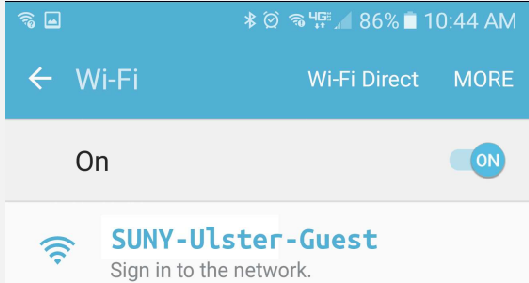 4G 86% 10:44 AM
Wi-Fi Wi-Fi Direct MORE
On ON
SUNY-Ulster-Guest
Sign in to the network.